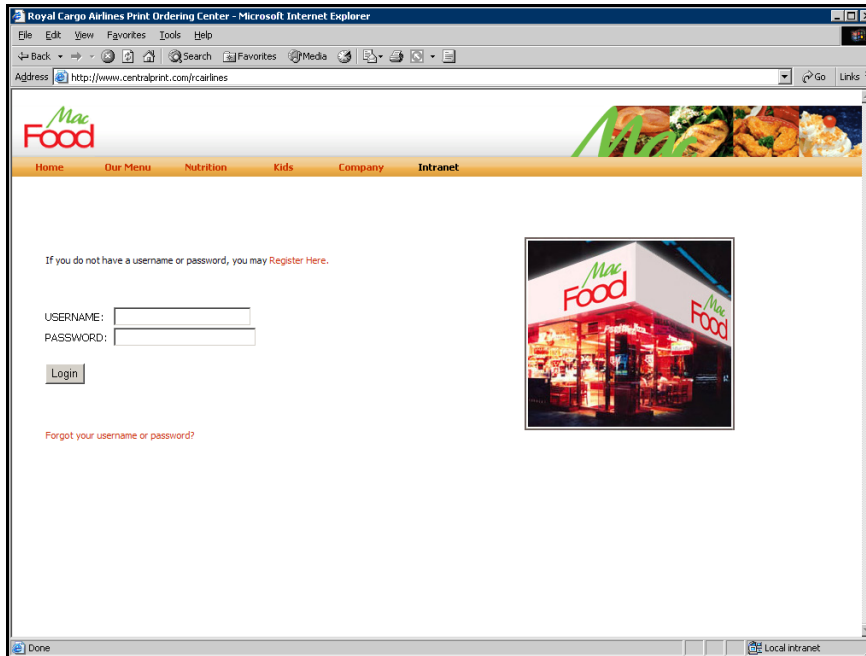 Royal Cargo Airlines Print Ordering Center - Microsoft Internet Explorer
File Edit View Favorites Tools Help
Back Search Favorites Media
Address http://www.centralprint.com/rcairlines Go Links
Mac
Food
Mac
Home Our Menu Nutrition Kids Company Intranet
If you do not have a username or password, you may Register Here.
Mac
Food
Mac
Food
USERNAME:
PASSWORD:
Login
Forgot your username or password?
Done Local intranet